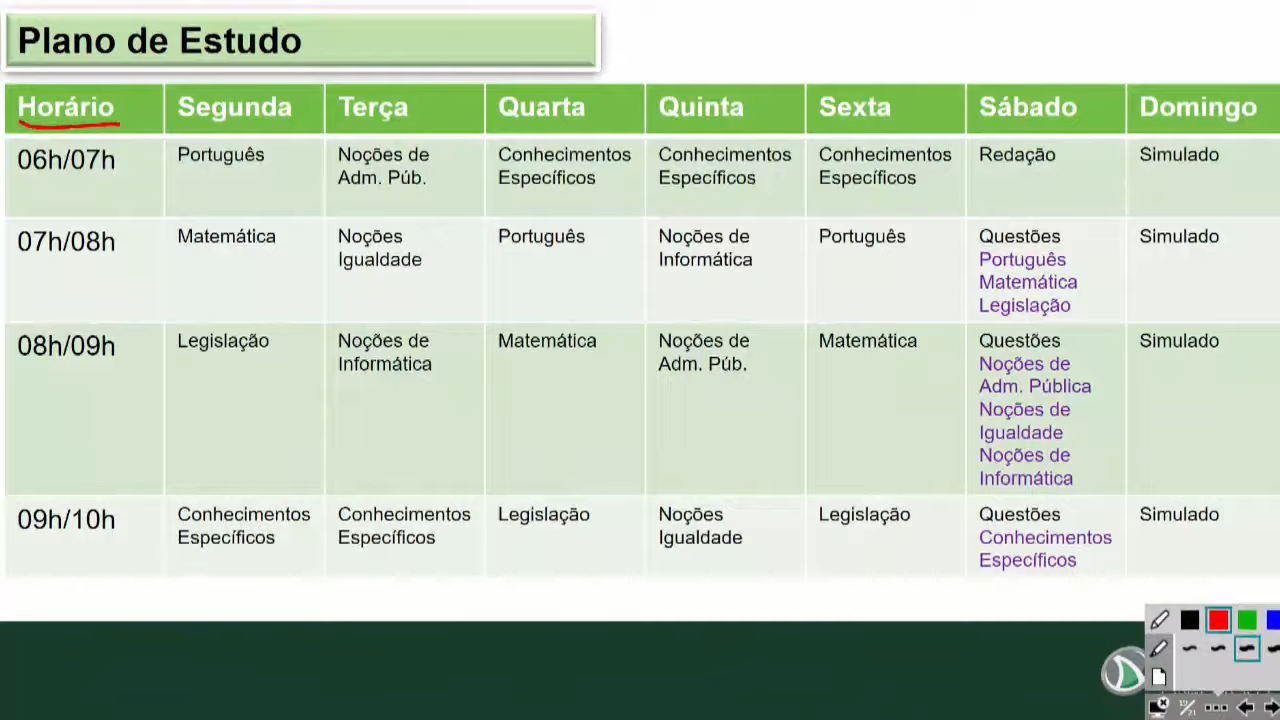 Plano de Estudo
Horário Segunda Terça Quarta Quinta Sexta Sábado Domingo
06h/07h Português Noções de Conhecimentos Conhecimentos Conhecimentos Redação Simulado
Adm. Púb. Específicos Específicos Específicos
07h/08h Matemática Noções Português Noções de Português Questões Simulado
Igualdade Informática Português
Matemática
Legislação
08h/09h Legislação Noções de Matemática Noções de Matemática Questões Simulado
Informática Adm. Púb. Noções de
Adm. Pública
Noções de
Igualdade
Noções de
Informática
09h/10h Conhecimentos Conhecimentos Legislação Noções Legislação Questões Simulado
Específicos Específicos Igualdade Conhecimentos
Específicos